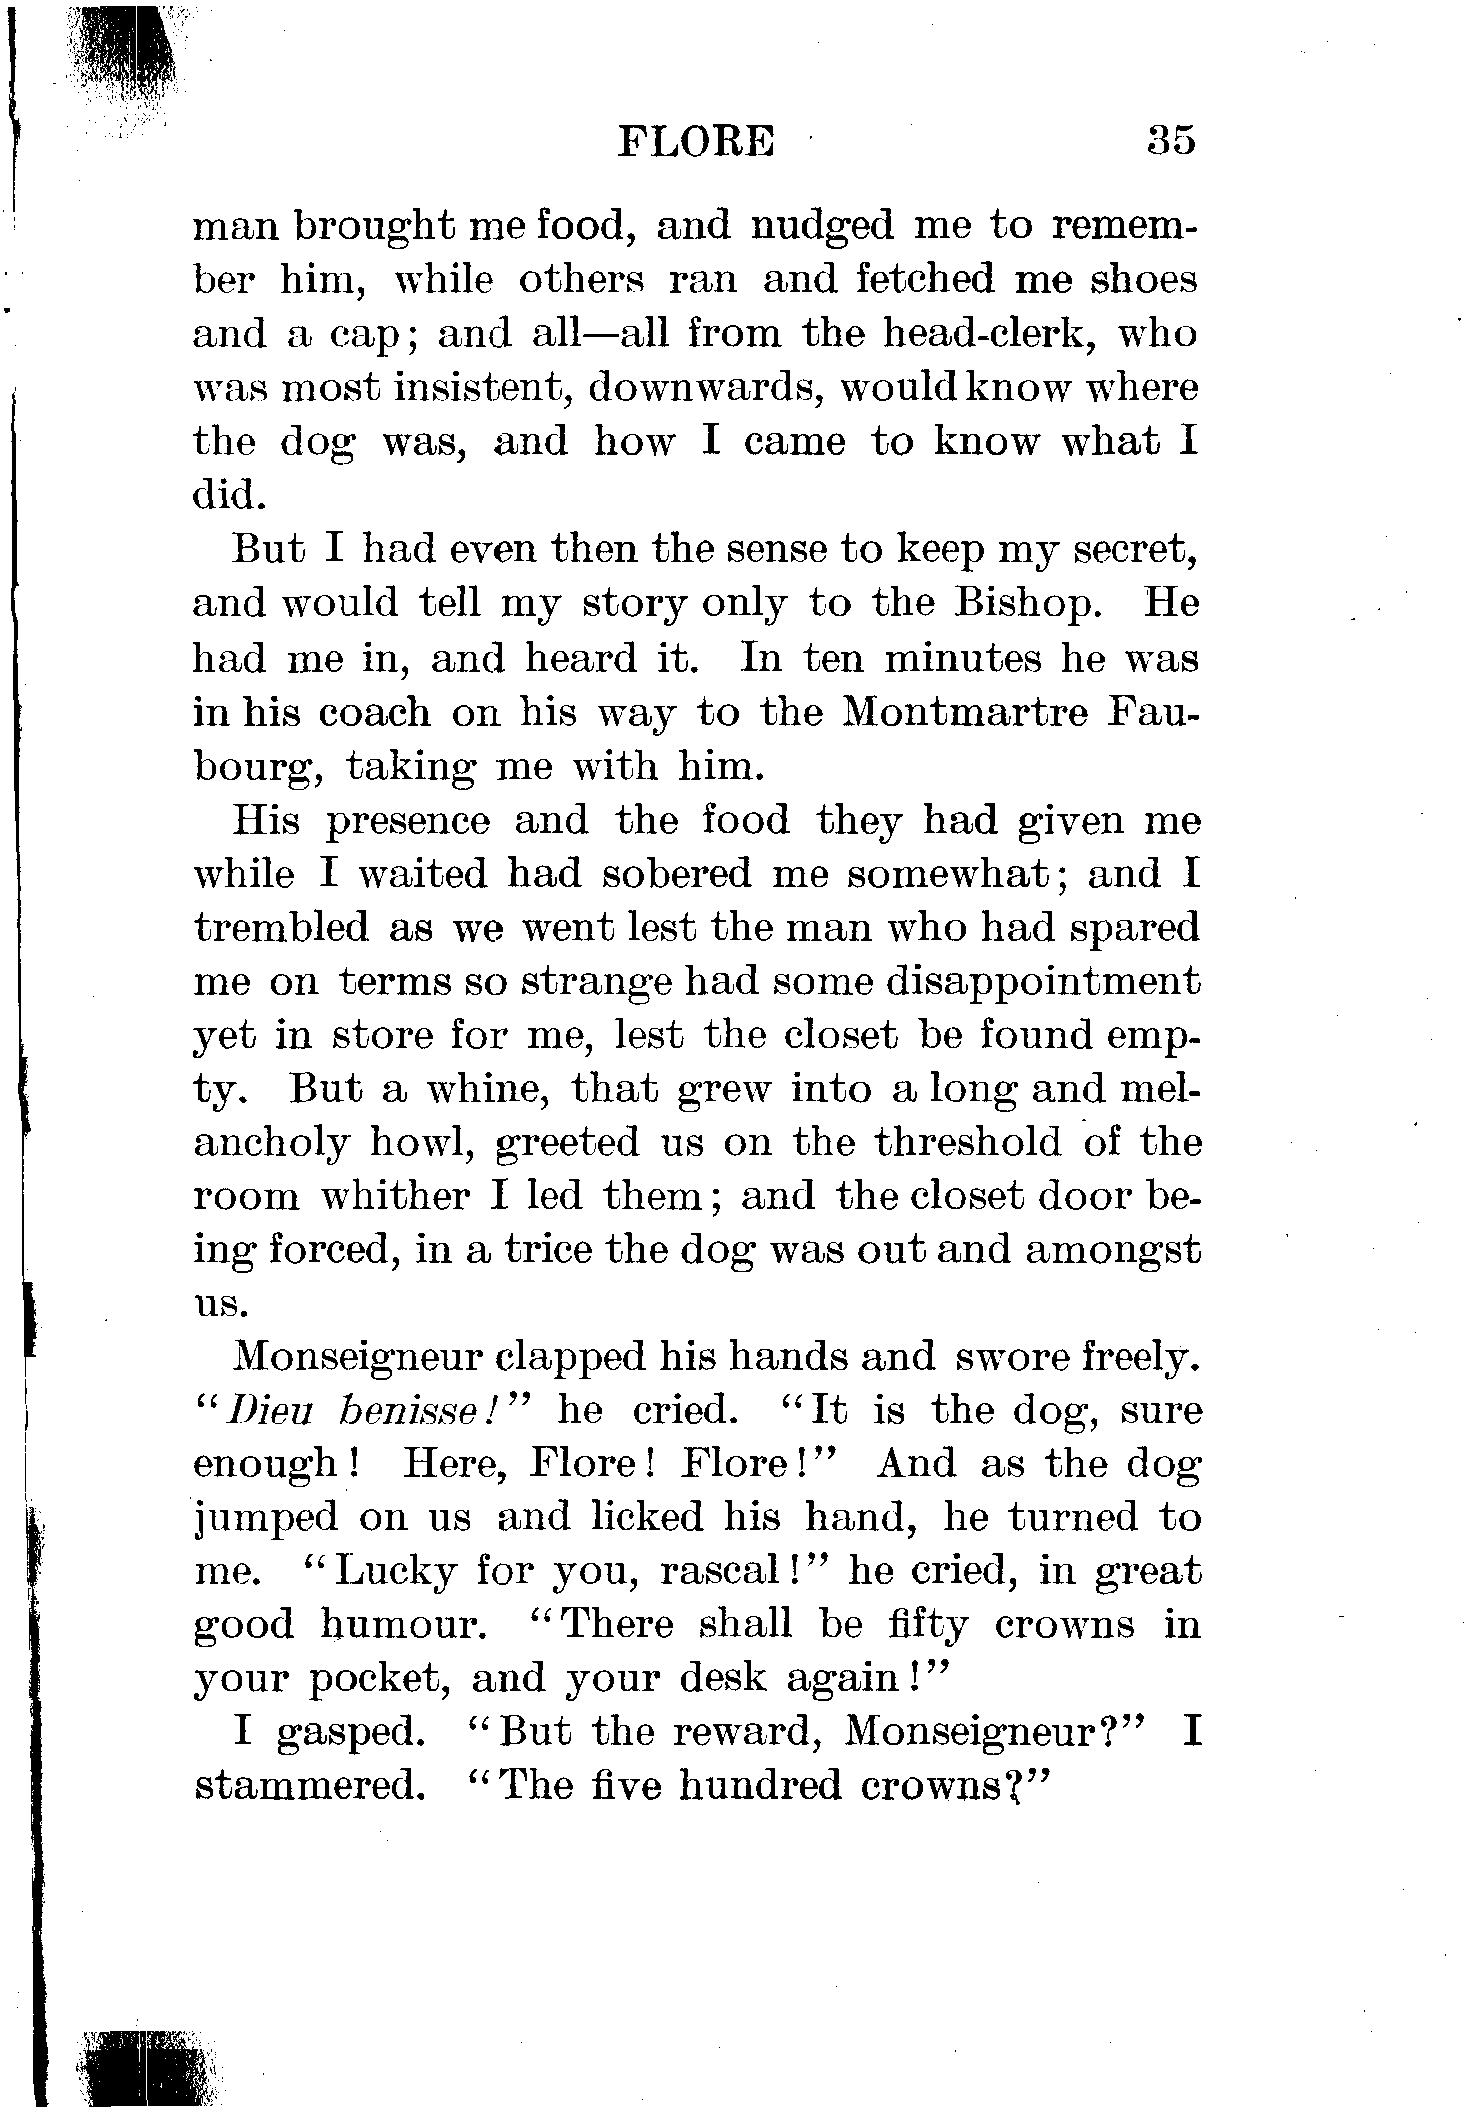 FLORE 35
man brought me food, and nudged me to remem-
ber him, while others ran and fetched me shoes
and a cap; and all—all from the head-clerk, who
was most insistent, downwards, would know where
the dog was, and how I came to know what I
did.
But I had even then the sense to keep my secret,
and would tell my story only to the Bishop. He
had me in, and heard it. In ten minutes he was
in his coach on his way to the Montmartre Fau-
bourg, taking me with him.
His presence and the food they had given me
while I waited had sobered me somewhat; and I
trembled as we went lest the man who had spared
me on terms so strange had some disappointment
yet in store for me, lest the closet be found emp-
ty. But a whine, that grew into a long and mel-
ancholy howl, greeted us on the threshold of the
room whither I led them; and the closet door be-
ing forced, in a trice the dog was out and amongst
us.
Monseigneur clapped his hands and swore freely.
"Dieu benisse!" he cried. "It is the dog, sure
enough! Here, Flore! Flore!" And as the dog
jumped on us and licked his hand, he turned to
me. "Lucky for you, rascal!" he cried, in great
good humour. "There shall be fifty crowns in
your pocket, and your desk again!"
I gasped. "But the reward, Monseigneur?" I
stammered. "The five hundred crowns?"